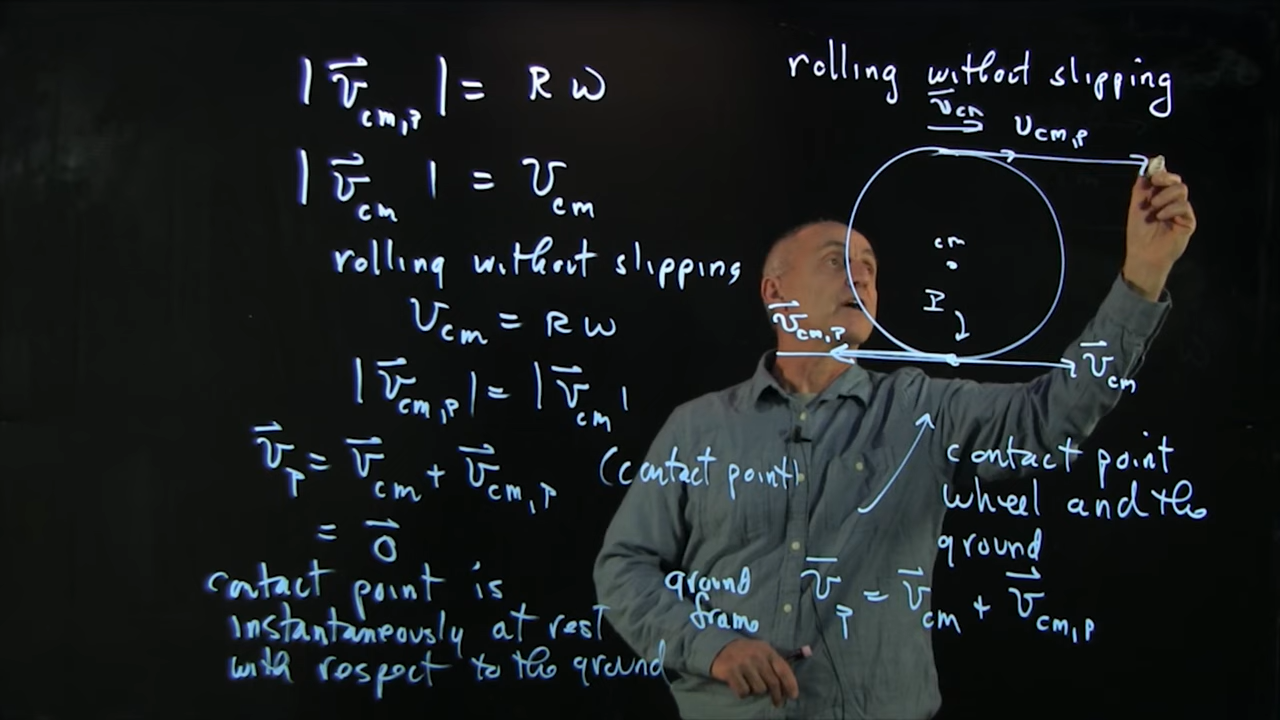 |v⃗cm,P| = R ω
|v⃗cm| = vcm
rolling without slipping
vcm = R ω
|v⃗cm,P| = |v⃗cm|
v⃗P = v⃗cm + v⃗cm,P (contact point)
= 0⃗
contact point is
instantaneously at rest
with respect to the ground
rolling without slipping
v⃗cm
vcm,P
cm
v⃗cm,P
v⃗cm
contact point
wheel and the
ground
ground
frame
v⃗P = v⃗cm + v⃗cm,P